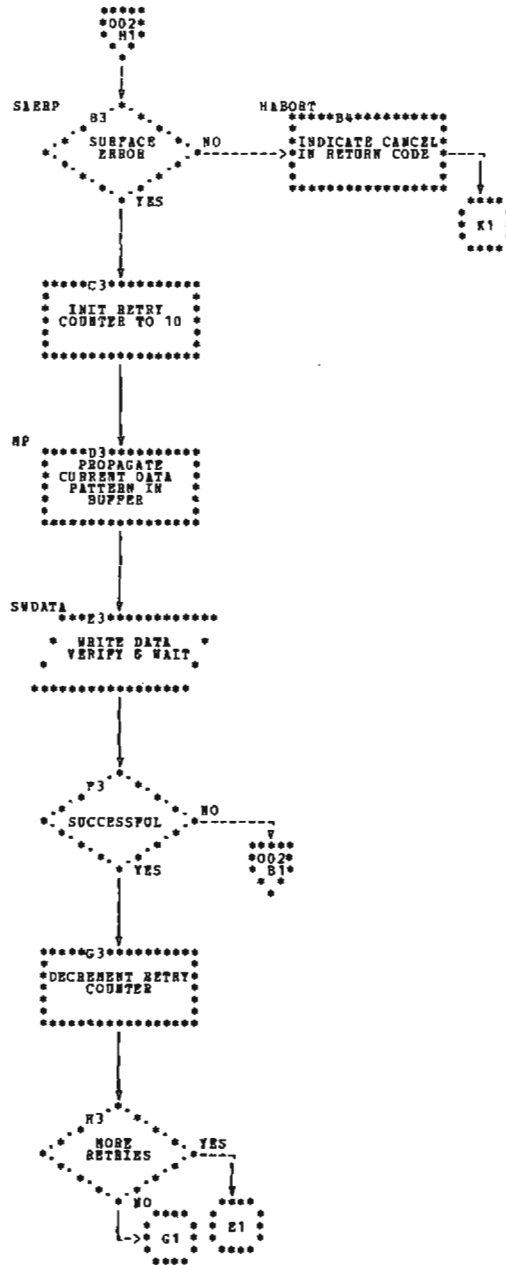 002
H1
SAERP
B3
SURFACE
ERROR
NO
YES
HABORT
B4
INDICATE CANCEL
IN RETURN CODE
K1
C3
INIT RETRY
COUNTER TO 10
MP
D3
PROPAGATE
CURRENT DATA
PATTERN IN
BUFFER
SWDATA
E3
WRITE DATA
VERIFY & WAIT
F3
SUCCESSFUL
NO
YES
002
B1
G3
DECREMENT RETRY
COUNTER
H3
MORE
RETRIES
YES
NO
G1
E1